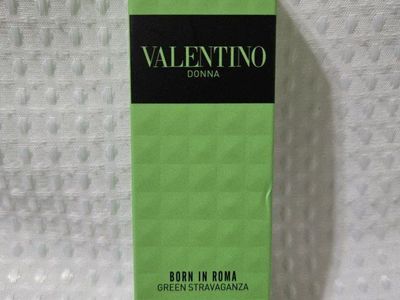 VALENTINO
DONNA
BORN IN ROMA
GREEN STRAVAGANZA